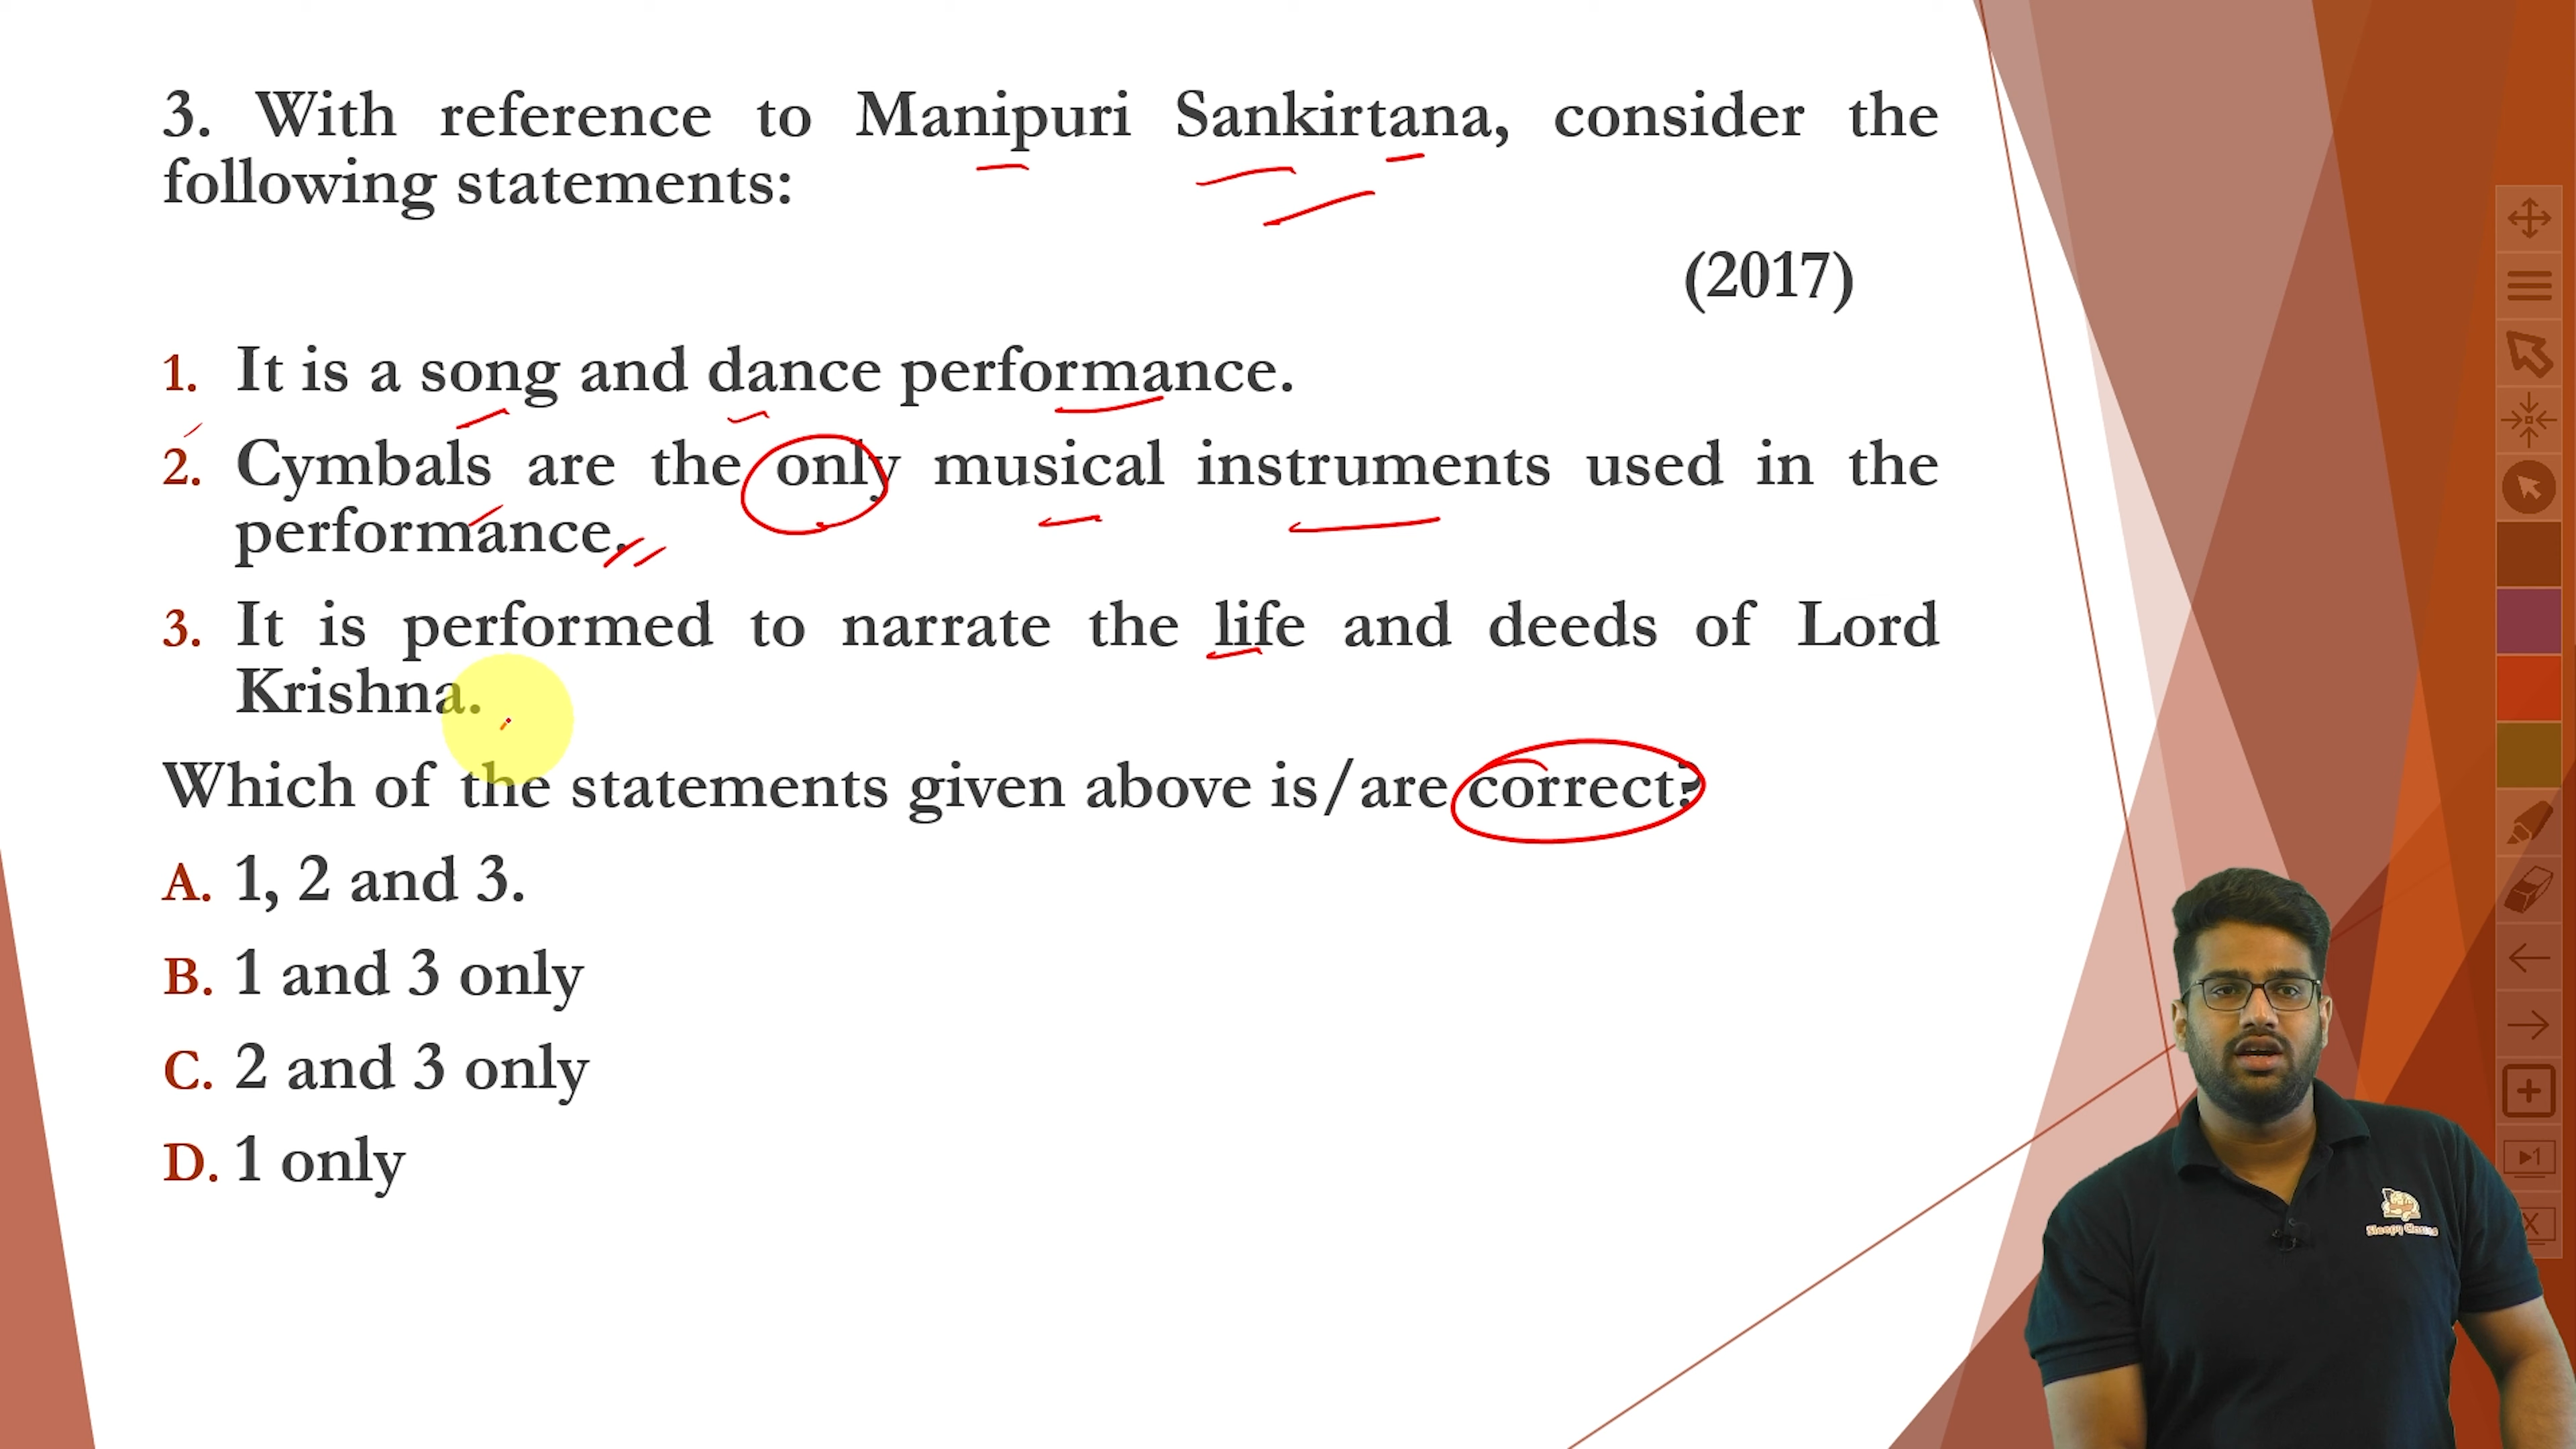 3. With reference to Manipuri Sankirtana, consider the
following statements:
(2017)
1. It is a song and dance performance.
2. Cymbals are the only musical instruments used in the
performance.
3. It is performed to narrate the life and deeds of Lord
Krishna.
Which of the statements given above is/are correct?
A. 1, 2 and 3.
B. 1 and 3 only
C. 2 and 3 only
D. 1 only